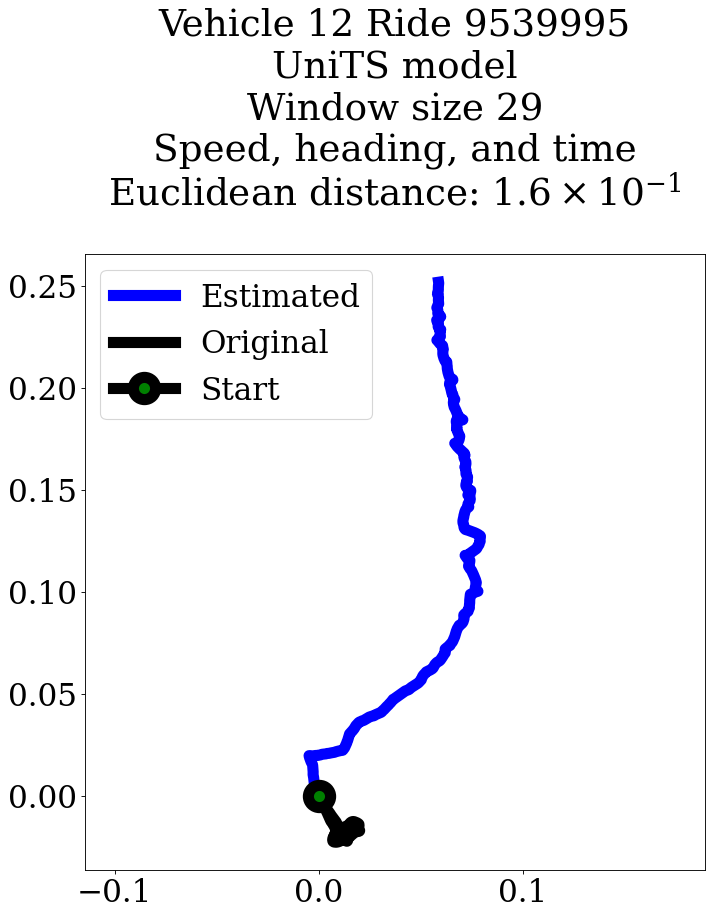 Vehicle 12 Ride 9539995
UniTS model
Window size 29
Speed, heading, and time
Euclidean distance: 1.6 × 10⁻¹
Estimated
Original
Start
0.25
0.20
0.15
0.10
0.05
0.00
−0.1 0.0 0.1